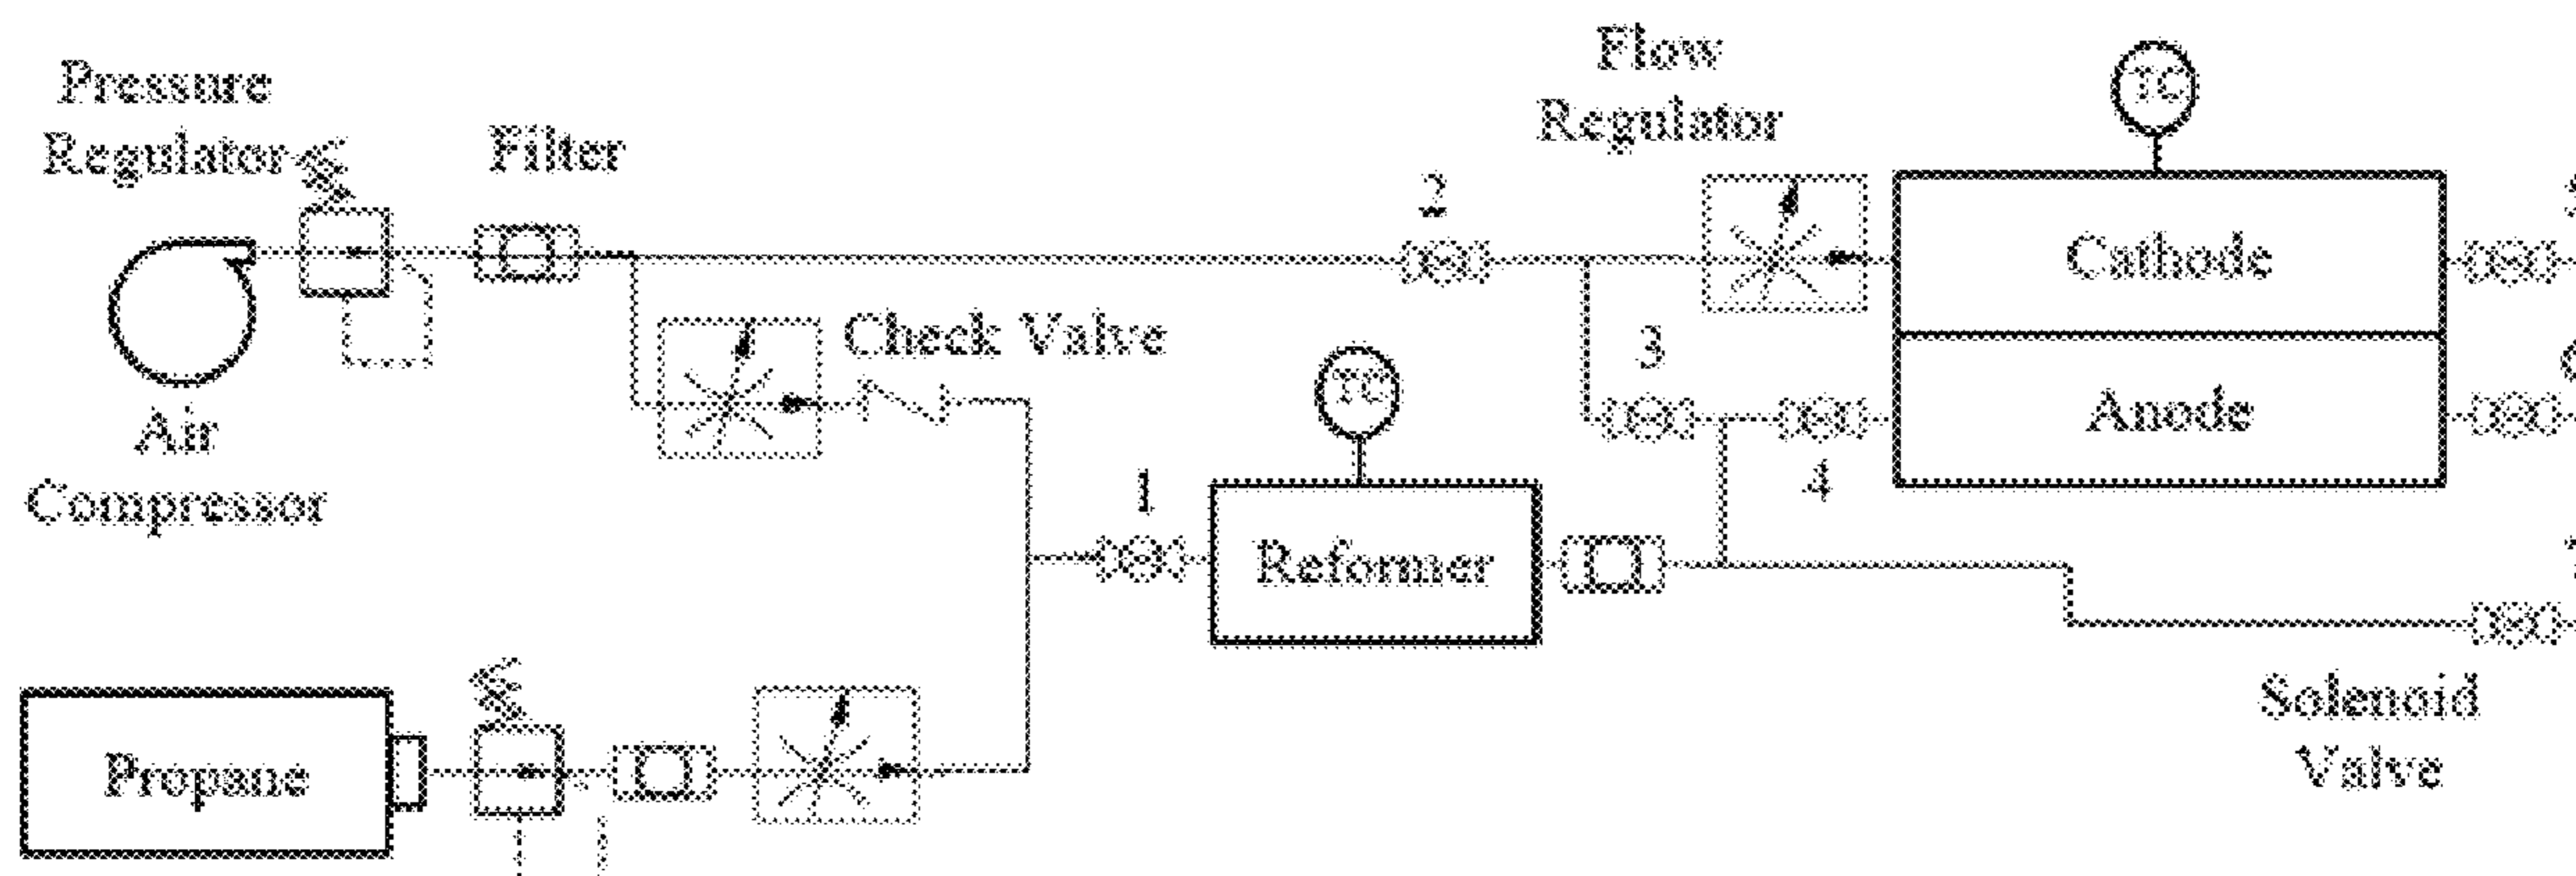 Pressure
Regulator
Filter
Flow
Regulator
TC
2
Cathode
Check Valve
3
TC
Anode
Air
Compressor
1
4
Reformer
Propane
Solenoid
Valve